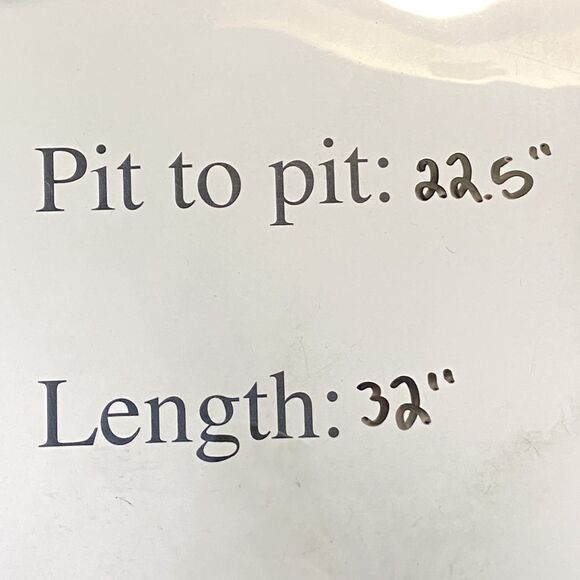 Pit to pit: 22.5"
Length: 32"